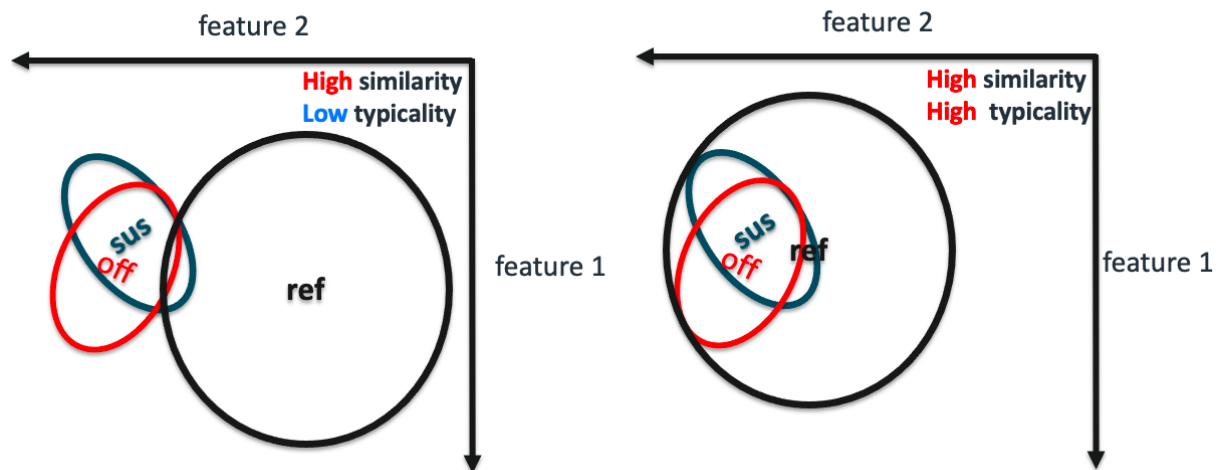 feature 2
High similarity
Low typicality
sus
off
ref
feature 1
feature 2
High similarity
High typicality
sus
off
ref
feature 1